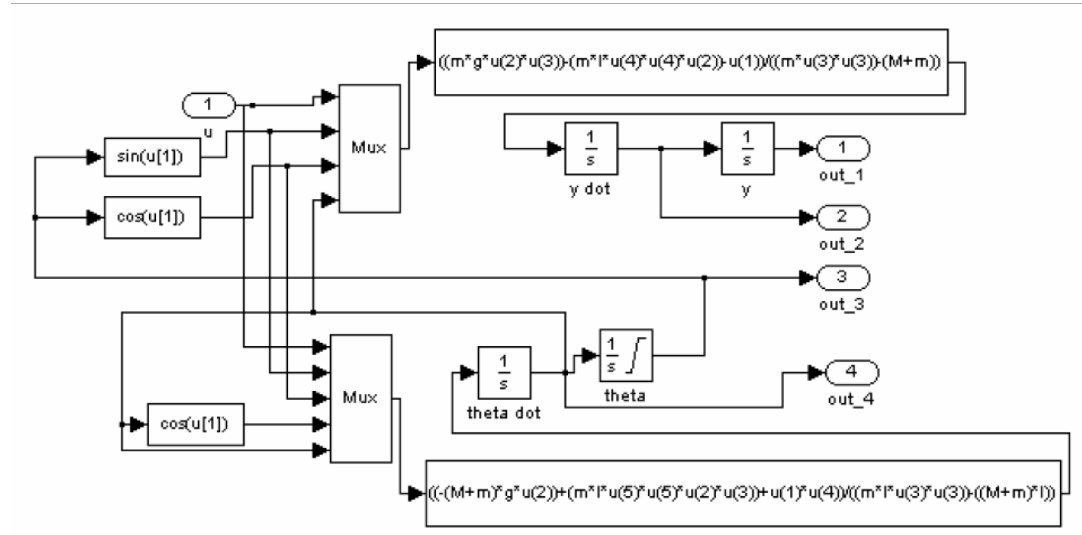 ((m*g*u(2)*u(3))-(m*l*u(4)*u(4)*u(2))-u(1))/((m*u(3)*u(3))-(M+m))
1
u
Mux
sin(u[1])
cos(u[1])
1
s
y dot
1
s
y
1
out_1
2
out_2
3
out_3
Mux
cos(u[1])
1
s
theta dot
1
s
theta
4
out_4
((-(M+m)*g*u(2))+(m*l*u(5)*u(5)*u(2)*u(3))+u(1)*u(4))/((m*l*u(3)*u(3))-((M+m)*l))